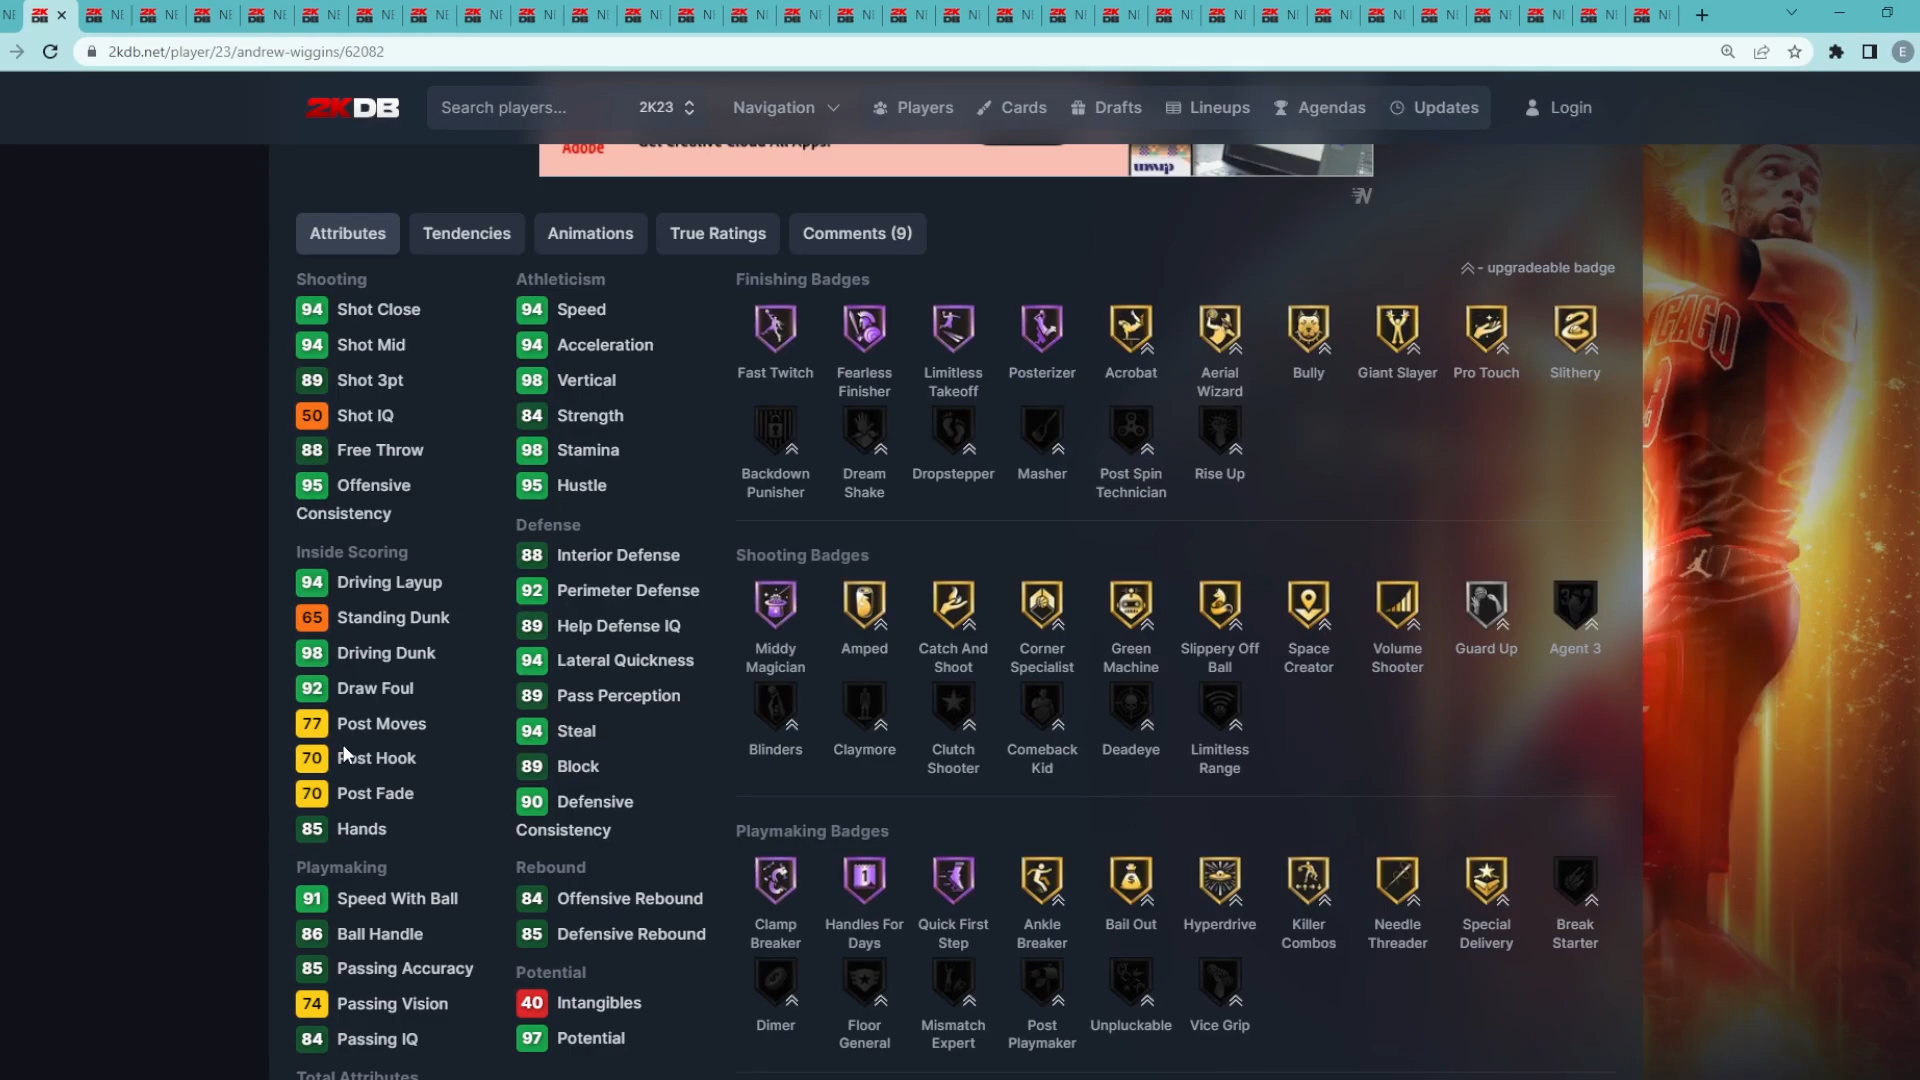 2kdb.net/player/23/andrew-wiggins/62082
E
2KDB
Search players...
2K23
Navigation
Players
Cards
Drafts
Lineups
Agendas
Updates
Login
Adobe
Attributes
Tendencies
Animations
True Ratings
Comments (9)
- upgradeable badge
Shooting
94 Shot Close
94 Shot Mid
89 Shot 3pt
50 Shot IQ
88 Free Throw
95 Offensive
Consistency
Inside Scoring
94 Driving Layup
65 Standing Dunk
98 Driving Dunk
92 Draw Foul
77 Post Moves
70 Post Hook
70 Post Fade
85 Hands
Playmaking
91 Speed With Ball
86 Ball Handle
85 Passing Accuracy
74 Passing Vision
84 Passing IQ
Total Attributes
Athleticism
94 Speed
94 Acceleration
98 Vertical
84 Strength
98 Stamina
95 Hustle
Defense
88 Interior Defense
92 Perimeter Defense
89 Help Defense IQ
94 Lateral Quickness
89 Pass Perception
94 Steal
89 Block
90 Defensive
Consistency
Rebound
84 Offensive Rebound
85 Defensive Rebound
Potential
40 Intangibles
97 Potential
Finishing Badges
Fast Twitch
Fearless
Finisher
Limitless
Takeoff
Posterizer
Acrobat
Aerial
Wizard
Bully
Giant Slayer
Pro Touch
Slithery
Backdown
Punisher
Dream
Shake
Dropstepper
Masher
Post Spin
Technician
Rise Up
Shooting Badges
Middy
Magician
Amped
Catch And
Shoot
Corner
Specialist
Green
Machine
Slippery Off
Ball
Space
Creator
Volume
Shooter
Guard Up
Agent 3
Blinders
Claymore
Clutch
Shooter
Comeback
Kid
Deadeye
Limitless
Range
Playmaking Badges
Clamp
Breaker
Handles For
Days
Quick First
Step
Ankle
Breaker
Bail Out
Hyperdrive
Killer
Combos
Needle
Threader
Special
Delivery
Break
Starter
Dimer
Floor
General
Mismatch
Expert
Post
Playmaker
Unpluckable
Vice Grip